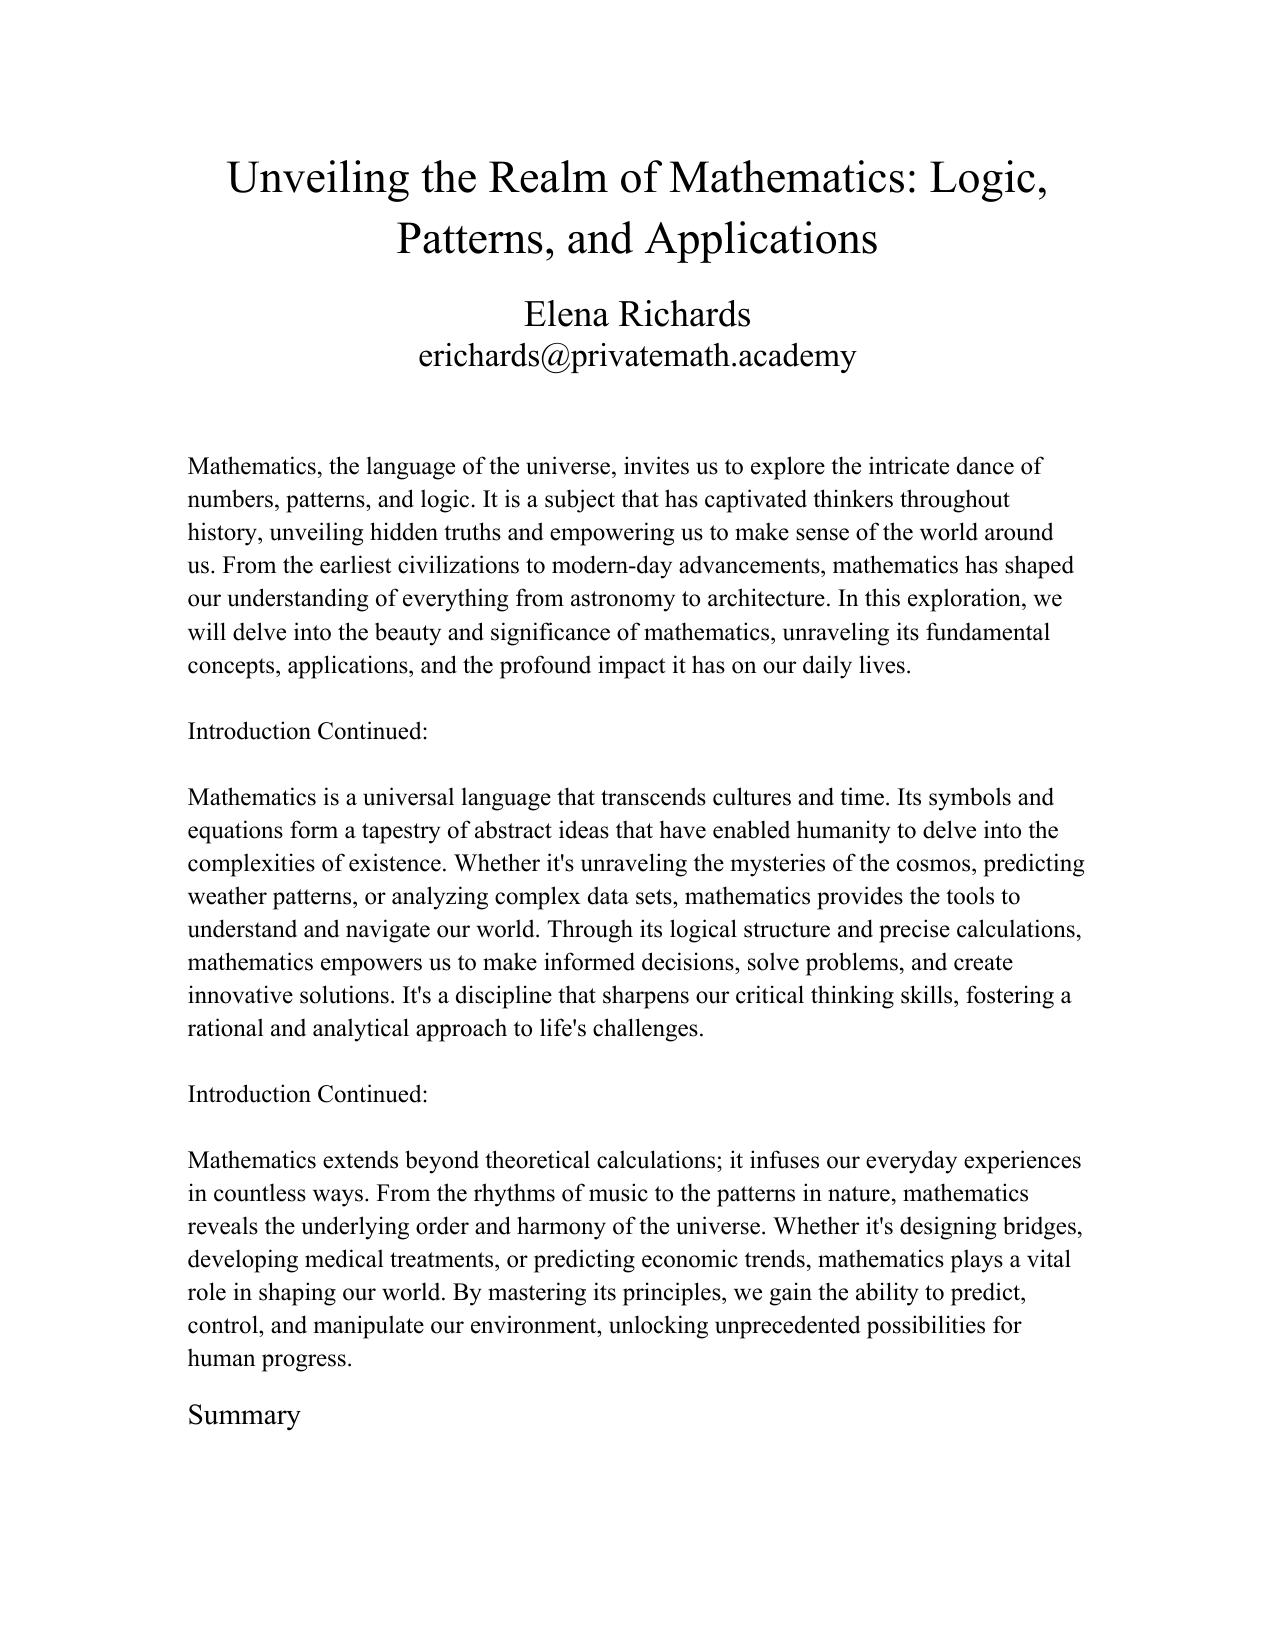 Unveiling the Realm of Mathematics: Logic,
Patterns, and Applications
Elena Richards
erichards@privatemath.academy
Mathematics, the language of the universe, invites us to explore the intricate dance of
numbers, patterns, and logic. It is a subject that has captivated thinkers throughout
history, unveiling hidden truths and empowering us to make sense of the world around
us. From the earliest civilizations to modern-day advancements, mathematics has shaped
our understanding of everything from astronomy to architecture. In this exploration, we
will delve into the beauty and significance of mathematics, unraveling its fundamental
concepts, applications, and the profound impact it has on our daily lives.
Introduction Continued:
Mathematics is a universal language that transcends cultures and time. Its symbols and
equations form a tapestry of abstract ideas that have enabled humanity to delve into the
complexities of existence. Whether it's unraveling the mysteries of the cosmos, predicting
weather patterns, or analyzing complex data sets, mathematics provides the tools to
understand and navigate our world. Through its logical structure and precise calculations,
mathematics empowers us to make informed decisions, solve problems, and create
innovative solutions. It's a discipline that sharpens our critical thinking skills, fostering a
rational and analytical approach to life's challenges.
Introduction Continued:
Mathematics extends beyond theoretical calculations; it infuses our everyday experiences
in countless ways. From the rhythms of music to the patterns in nature, mathematics
reveals the underlying order and harmony of the universe. Whether it's designing bridges,
developing medical treatments, or predicting economic trends, mathematics plays a vital
role in shaping our world. By mastering its principles, we gain the ability to predict,
control, and manipulate our environment, unlocking unprecedented possibilities for
human progress.
Summary